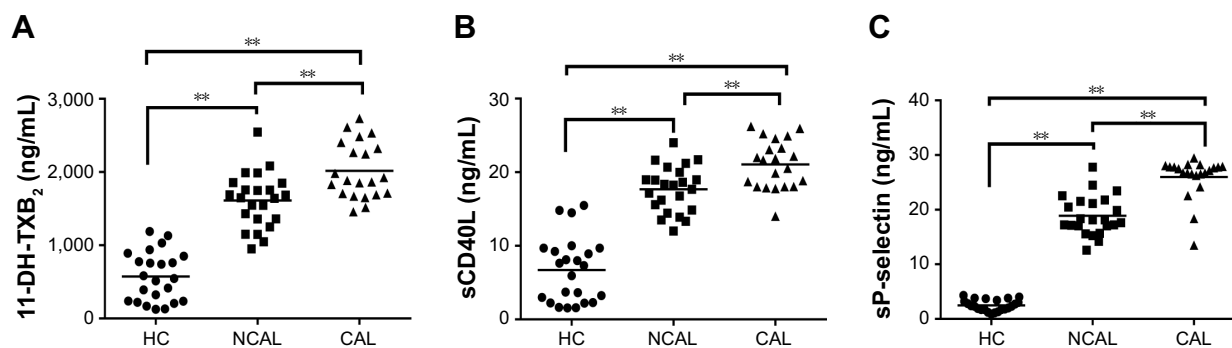 A
11-DH-TXB₂ (ng/mL)
3,000
2,000
1,000
0
**
**
**
HC
NCAL
CAL
B
sCD40L (ng/mL)
30
20
10
0
**
**
**
HC
NCAL
CAL
C
sP-selectin (ng/mL)
40
30
20
10
0
**
**
**
HC
NCAL
CAL